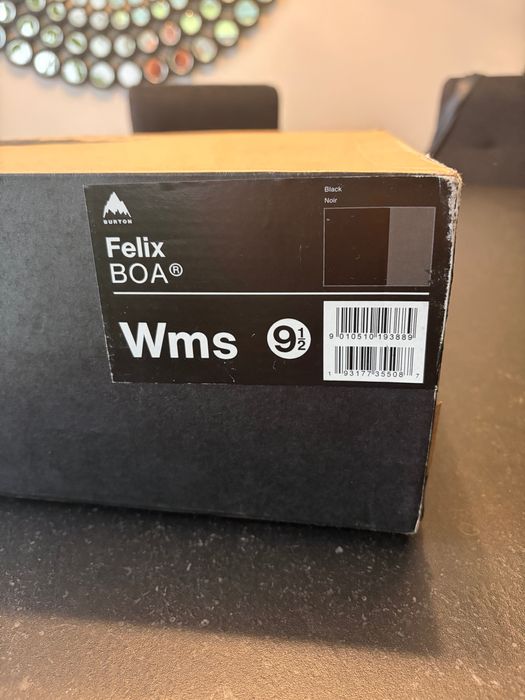 Black
Noir
BURTON
Felix
BOA®
Wms 9½
9 010510 193889
1 93177 35508 7